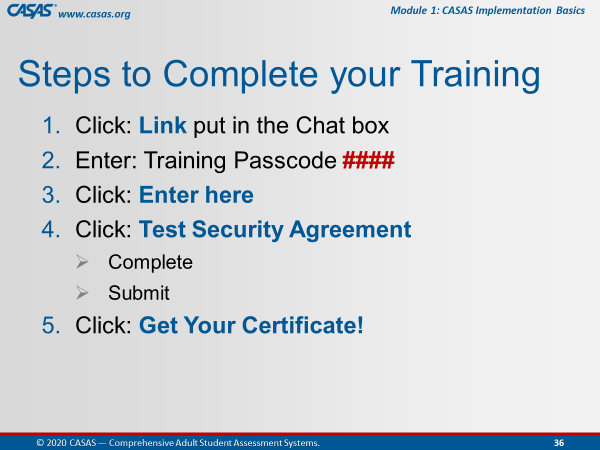 CASAS® www.casas.org
Module 1: CASAS Implementation Basics
Steps to Complete your Training
1. Click: Link put in the Chat box
2. Enter: Training Passcode ####
3. Click: Enter here
4. Click: Test Security Agreement
➢ Complete
➢ Submit
5. Click: Get Your Certificate!
© 2020 CASAS — Comprehensive Adult Student Assessment Systems.
36